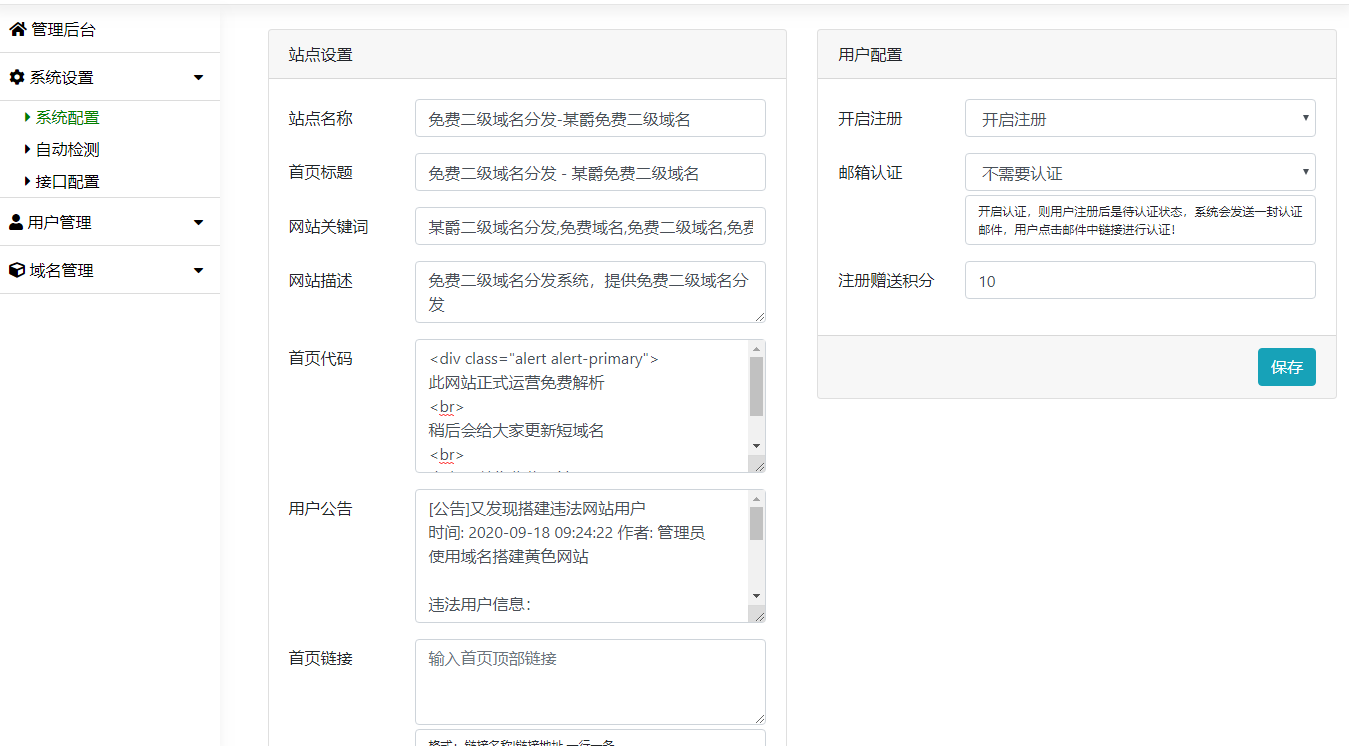 管理后台
系统设置
系统配置
自动检测
接口配置
用户管理
域名管理
站点设置
站点名称
免费二级域名分发-某爵免费二级域名
首页标题
免费二级域名分发 - 某爵免费二级域名
网站关键词
某爵二级域名分发,免费域名,免费二级域名,免费
网站描述
免费二级域名分发系统，提供免费二级域名分
发
首页代码
<div class="alert alert-primary">
此网站正式运营免费解析
<br>
稍后会给大家更新短域名
<br>
用户公告
[公告]又发现搭建违法网站用户
时间: 2020-09-18 09:24:22 作者: 管理员
使用域名搭建黄色网站
违法用户信息：
首页链接
输入首页顶部链接
格式：链接名称|链接地址 一行一条
用户配置
开启注册
开启注册
邮箱认证
不需要认证
开启认证，则用户注册后是待认证状态，系统会发送一封认证
邮件，用户点击邮件中链接进行认证！
注册赠送积分
10
保存